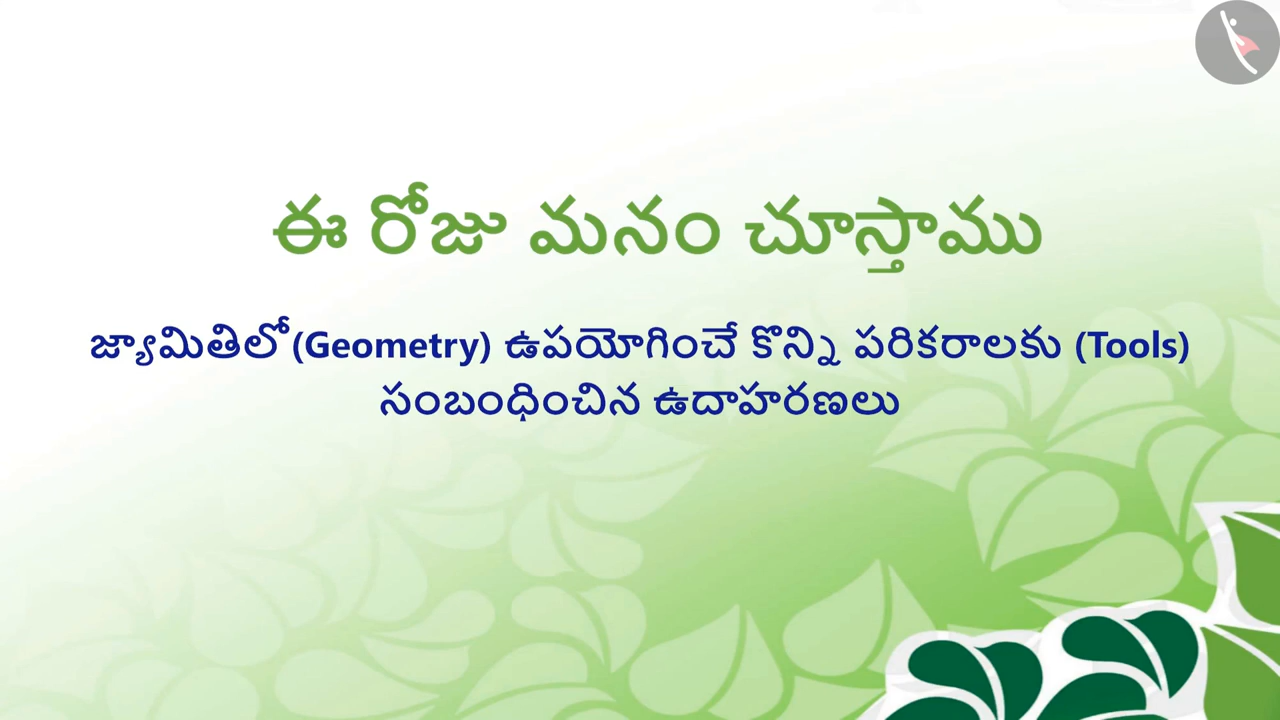 ఈ రోజు మనం చూస్తాము
జ్యామితిలో(Geometry) ఉపయోగించే కొన్ని పరికరాలకు (Tools)
సంబంధించిన ఉదాహరణలు